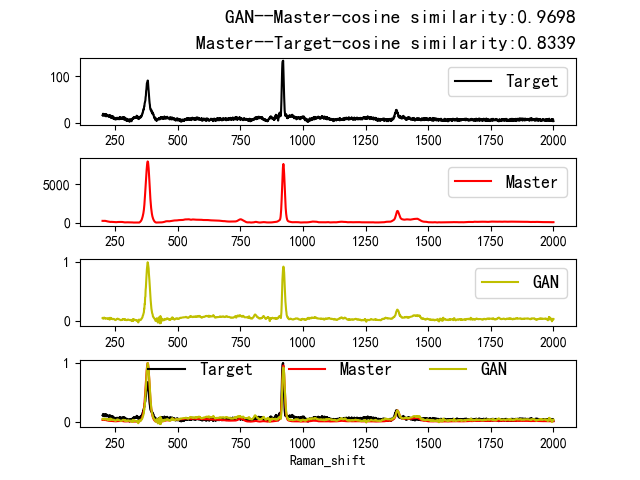 GAN--Master-cosine similarity:0.9698
Master--Target-cosine similarity:0.8339
100
0
Target
250 500 750 1000 1250 1500 1750 2000
5000
0
Master
250 500 750 1000 1250 1500 1750 2000
1
0
GAN
250 500 750 1000 1250 1500 1750 2000
1
0
Target Master GAN
250 500 750 1000 1250 1500 1750 2000
Raman_shift